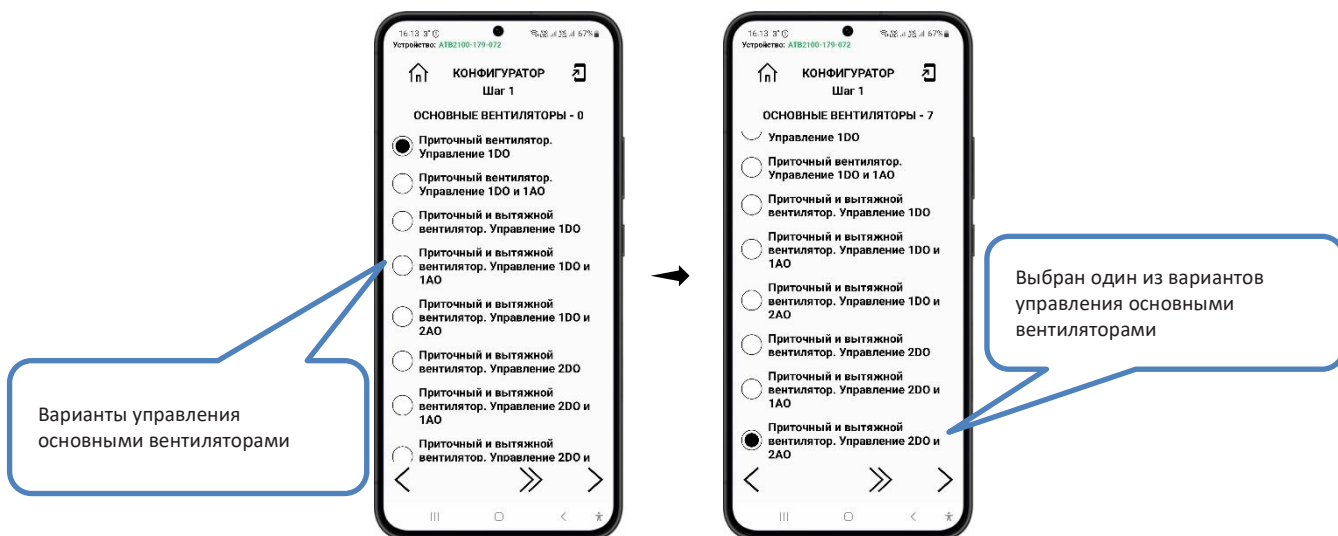 16:13 3°
67%
Устройство: ATB2100-179-072
КОНФИГУРАТОР
Шаг 1
ОСНОВНЫЕ ВЕНТИЛЯТОРЫ - 0
Приточный вентилятор.
Управление 1DO
Приточный вентилятор.
Управление 1DO и 1AO
Приточный и вытяжной
вентилятор. Управление 1DO
Приточный и вытяжной
вентилятор. Управление 1DO и
1AO
Приточный и вытяжной
вентилятор. Управление 1DO и
2AO
Приточный и вытяжной
вентилятор. Управление 2DO
Приточный и вытяжной
вентилятор. Управление 2DO и
1AO
Приточный и вытяжной
вентилятор. Управление 2DO и
Варианты управления
основными вентиляторами
16:13 3°
67%
Устройство: ATB2100-179-072
КОНФИГУРАТОР
Шаг 1
ОСНОВНЫЕ ВЕНТИЛЯТОРЫ - 7
Управление 1DO
Приточный вентилятор.
Управление 1DO и 1AO
Приточный и вытяжной
вентилятор. Управление 1DO
Приточный и вытяжной
вентилятор. Управление 1DO и
1AO
Приточный и вытяжной
вентилятор. Управление 1DO и
2AO
Приточный и вытяжной
вентилятор. Управление 2DO
Приточный и вытяжной
вентилятор. Управление 2DO и
1AO
Приточный и вытяжной
вентилятор. Управление 2DO и
2AO
Выбран один из вариантов
управления основными
вентиляторами